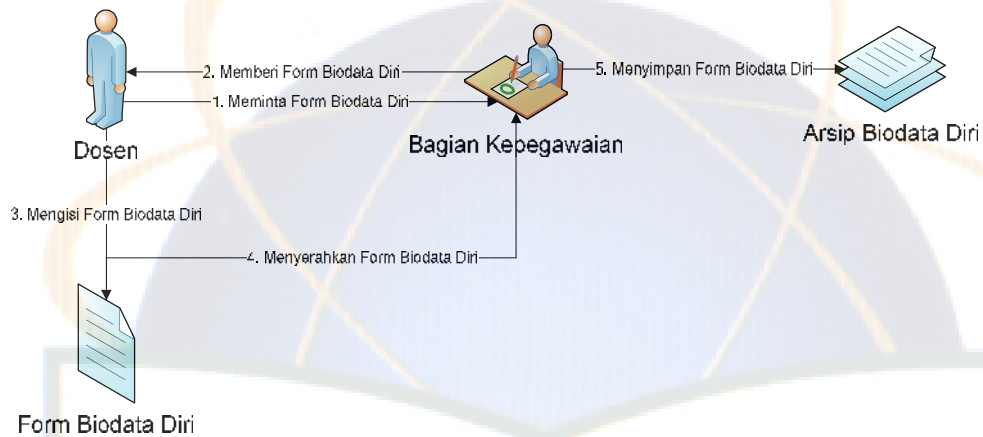 2. Memberi Form Biodata Diri
5. Menyimpan Form Biodata Diri
1. Meminta Form Biodata Diri
Dosen
Bagian Kepegawaian
Arsip Biodata Diri
3. Mengisi Form Biodata Diri
4. Menyerahkan Form Biodata Diri
Form Biodata Diri